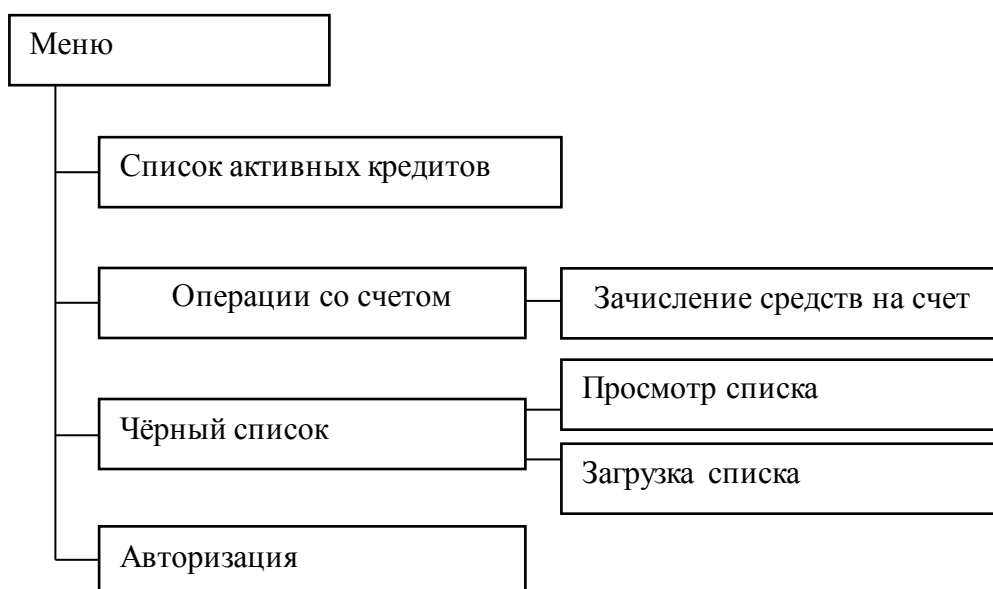 Меню
Список активных кредитов
Операции со счетом
Зачисление средств на счет
Просмотр списка
Чёрный список
Загрузка списка
Авторизация